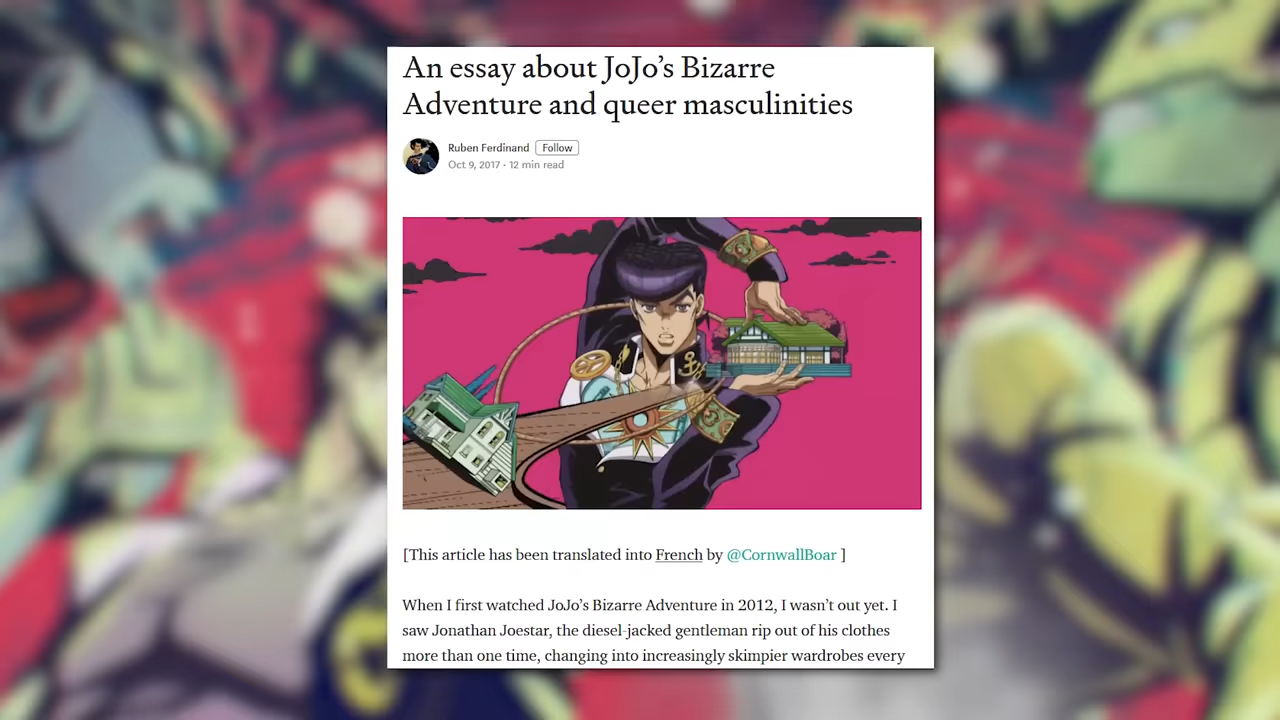 An essay about JoJo’s Bizarre
Adventure and queer masculinities
Ruben Ferdinand Follow
Oct 9, 2017 · 12 min read
[This article has been translated into French by @CornwallBoar ]
When I first watched JoJo’s Bizarre Adventure in 2012, I wasn’t out yet. I
saw Jonathan Joestar, the diesel-jacked gentleman rip out of his clothes
more than one time, changing into increasingly skimpier wardrobes every